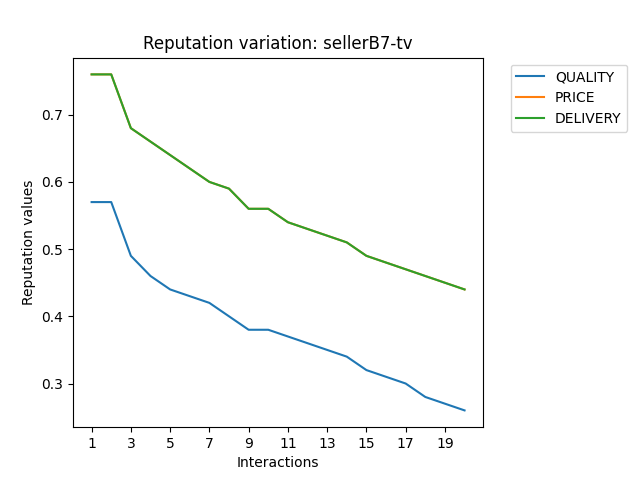 Reputation variation: sellerB7-tv
QUALITY
PRICE
DELIVERY
Reputation values
0.7
0.6
0.5
0.4
0.3
1 3 5 7 9 11 13 15 17 19
Interactions